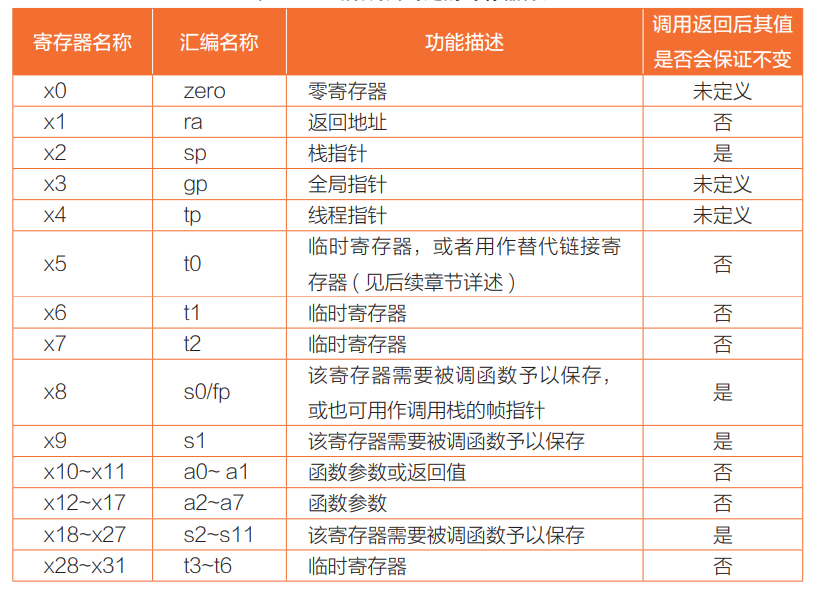 寄存器名称 汇编名称 功能描述 调用返回后其值
是否会保证不变
x0 zero 零寄存器 未定义
x1 ra 返回地址 否
x2 sp 栈指针 是
x3 gp 全局指针 未定义
x4 tp 线程指针 未定义
x5 t0 临时寄存器，或者用作替代链接寄
存器（见后续章节详述） 否
x6 t1 临时寄存器 否
x7 t2 临时寄存器 否
x8 s0/fp 该寄存器需要被调函数予以保存，
或也可用作调用栈的帧指针 是
x9 s1 该寄存器需要被调函数予以保存 是
x10~x11 a0~ a1 函数参数或返回值 否
x12~x17 a2~a7 函数参数 否
x18~x27 s2~s11 该寄存器需要被调函数予以保存 是
x28~x31 t3~t6 临时寄存器 否